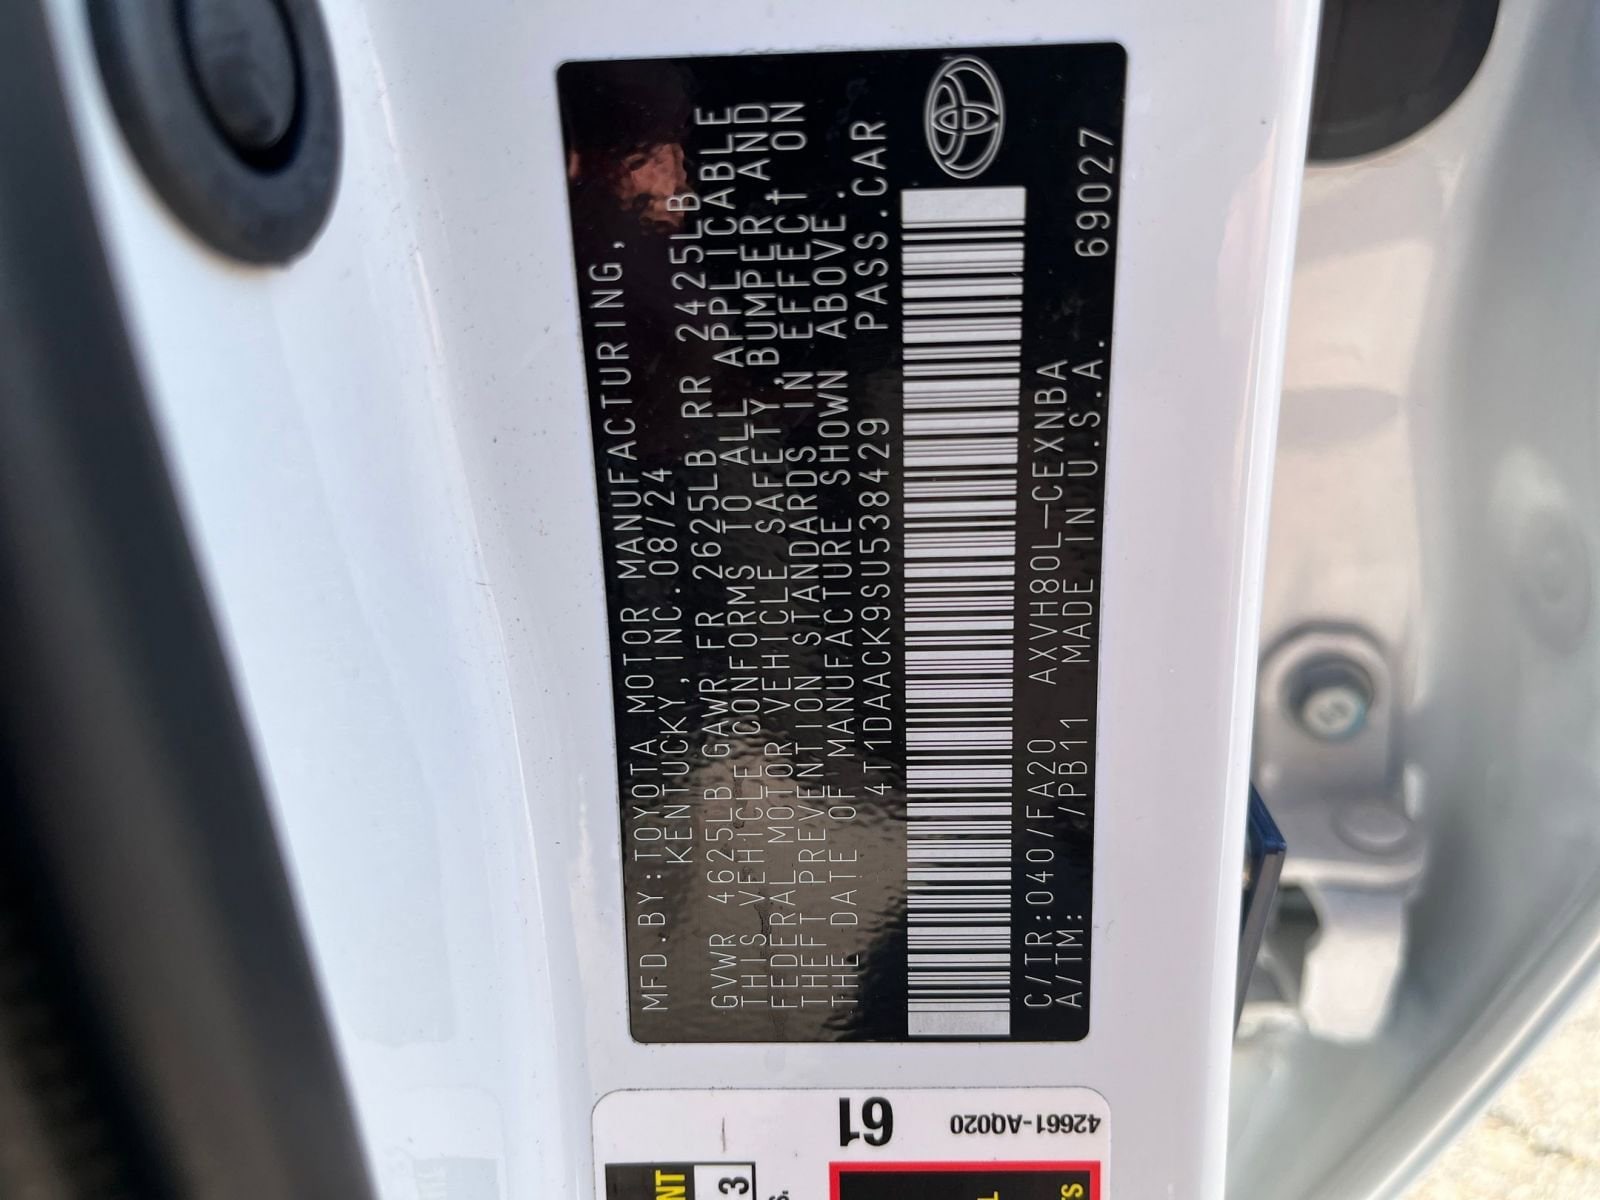 MFD.BY:TOYOTA MOTOR MANUFACTURING,
KENTUCKY,INC.08/24
GVWR 4625LB GAWR FR 2625LB RR 2425LB
THIS VEHICLE CONFORMS TO ALL APPLICABLE
FEDERAL MOTOR VEHICLE SAFETY,BUMPER AND
THEFT PREVENTION STANDARDS IN EFFECT ON
THE DATE OF MANUFACTURE SHOWN ABOVE.
4T1DAACK9SU538429 PASS.CAR
C/TR:040/FA20 AXVH80L-CEXNBA
A/TM: /PB11 MADE IN U.S.A. 69027
61
42661-AQ020
NT
3
S.
L
TS